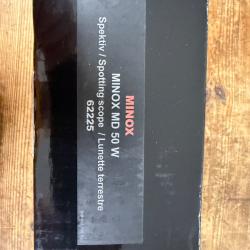 MINOX
MINOX MD 50 W
Spektiv / Spotting scope / Lunette terrestre
62225